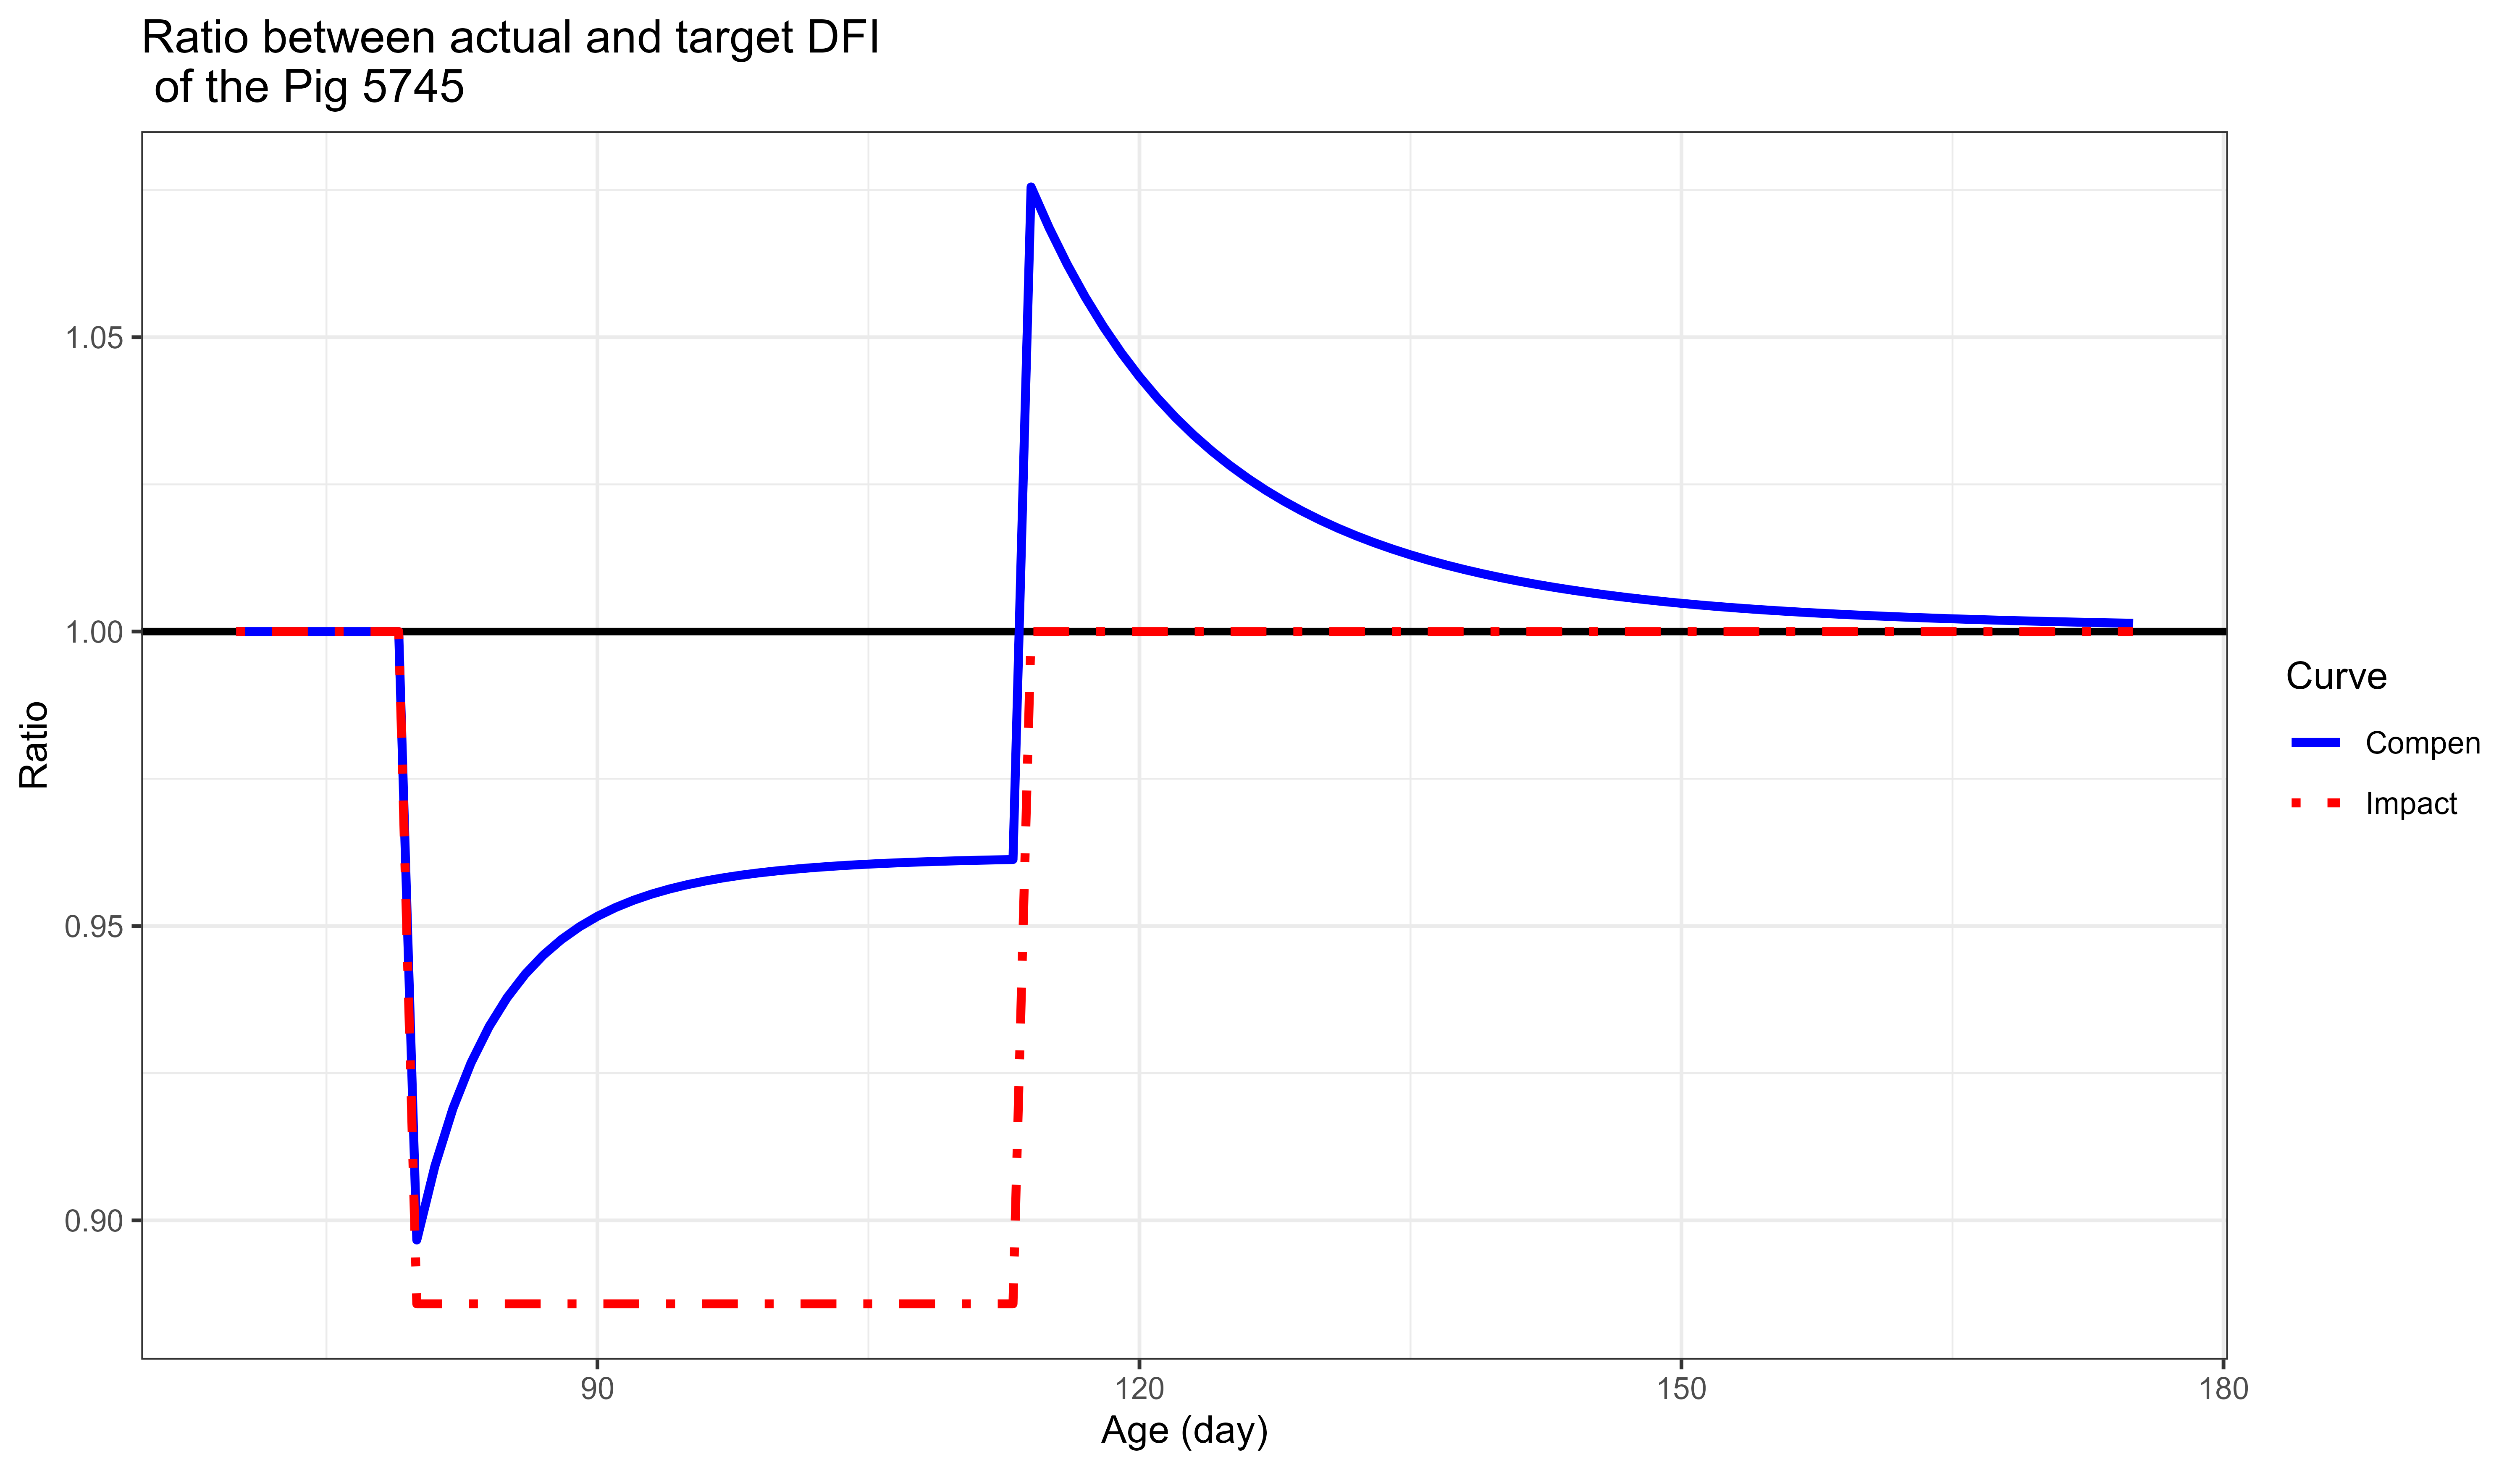 Ratio between actual and target DFI
of the Pig 5745
1.05
1.00
0.95
0.90
Ratio
90
120
150
180
Age (day)
Curve
Compen
Impact